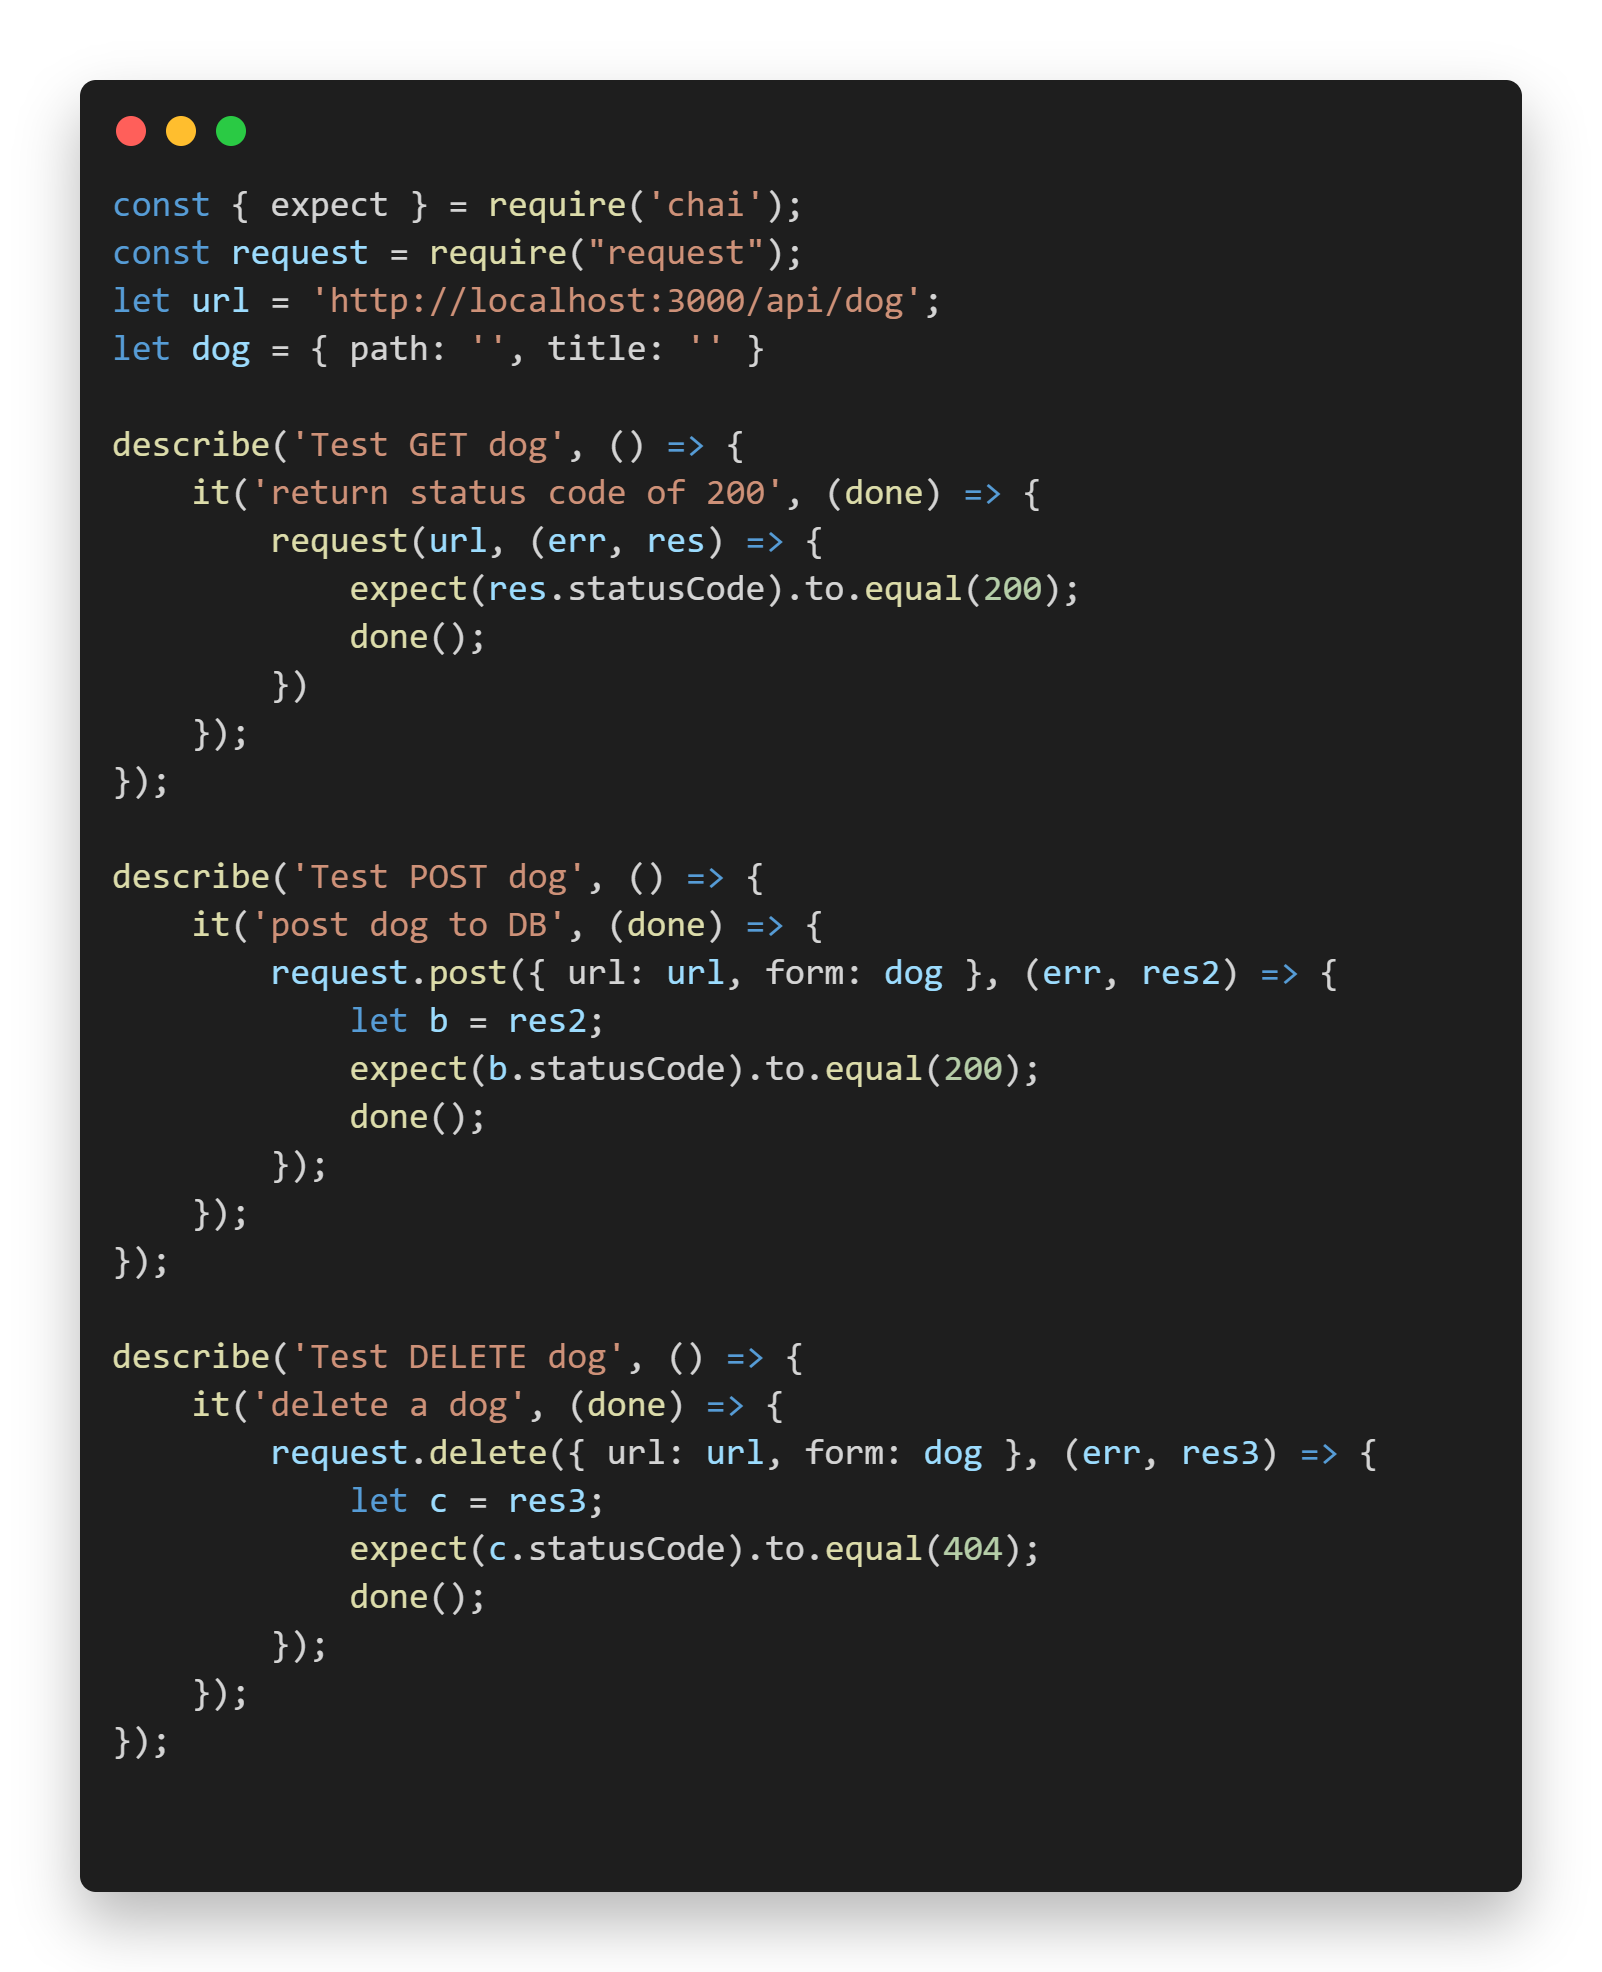 const { expect } = require('chai');
const request = require("request");
let url = 'http://localhost:3000/api/dog';
let dog = { path: '', title: '' }

describe('Test GET dog', () => {
    it('return status code of 200', (done) => {
        request(url, (err, res) => {
            expect(res.statusCode).to.equal(200);
            done();
        })
    });
});

describe('Test POST dog', () => {
    it('post dog to DB', (done) => {
        request.post({ url: url, form: dog }, (err, res2) => {
            let b = res2;
            expect(b.statusCode).to.equal(200);
            done();
        });
    });
});

describe('Test DELETE dog', () => {
    it('delete a dog', (done) => {
        request.delete({ url: url, form: dog }, (err, res3) => {
            let c = res3;
            expect(c.statusCode).to.equal(404);
            done();
        });
    });
});